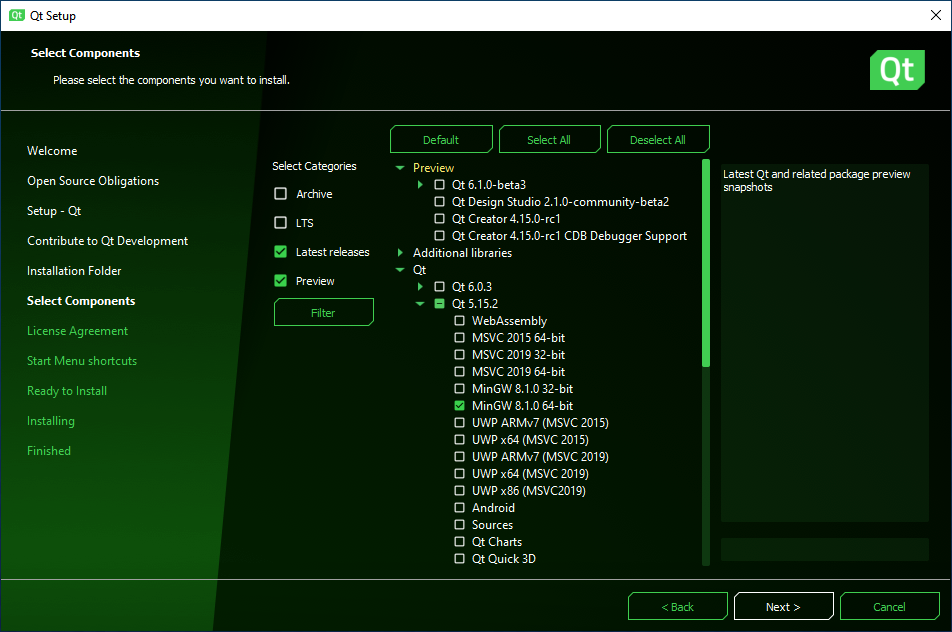 Qt Qt Setup
Select Components
Please select the components you want to install.
Qt
Welcome
Open Source Obligations
Setup - Qt
Contribute to Qt Development
Installation Folder
Select Components
License Agreement
Start Menu shortcuts
Ready to Install
Installing
Finished
Select Categories
Archive
LTS
Latest releases
Preview
Filter
Default Select All Deselect All
Preview
Qt 6.1.0-beta3
Qt Design Studio 2.1.0-community-beta2
Qt Creator 4.15.0-rc1
Qt Creator 4.15.0-rc1 CDB Debugger Support
Additional libraries
Qt
Qt 6.0.3
Qt 5.15.2
WebAssembly
MSVC 2015 64-bit
MSVC 2019 32-bit
MSVC 2019 64-bit
MinGW 8.1.0 32-bit
MinGW 8.1.0 64-bit
UWP ARMv7 (MSVC 2015)
UWP x64 (MSVC 2015)
UWP ARMv7 (MSVC 2019)
UWP x64 (MSVC 2019)
UWP x86 (MSVC2019)
Android
Sources
Qt Charts
Qt Quick 3D
Latest Qt and related package preview
snapshots
< Back Next > Cancel